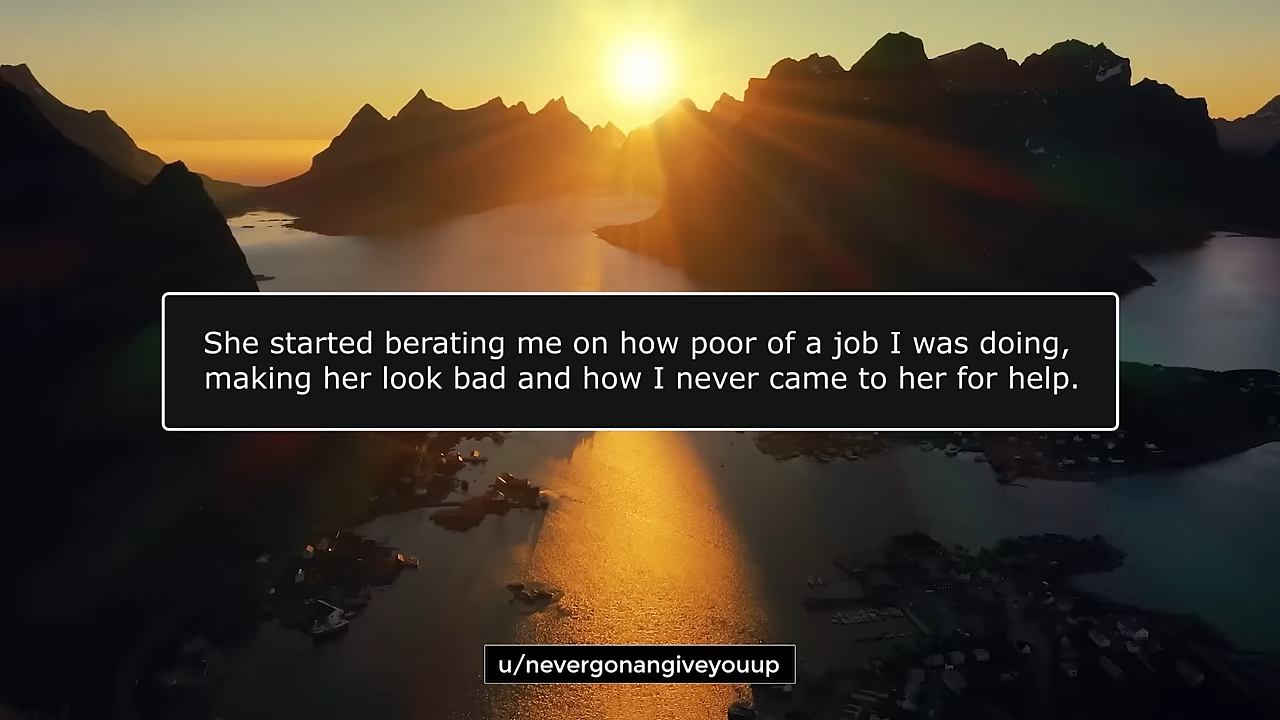 She started berating me on how poor of a job I was doing,
making her look bad and how I never came to her for help.
u/nevergonangiveyouup